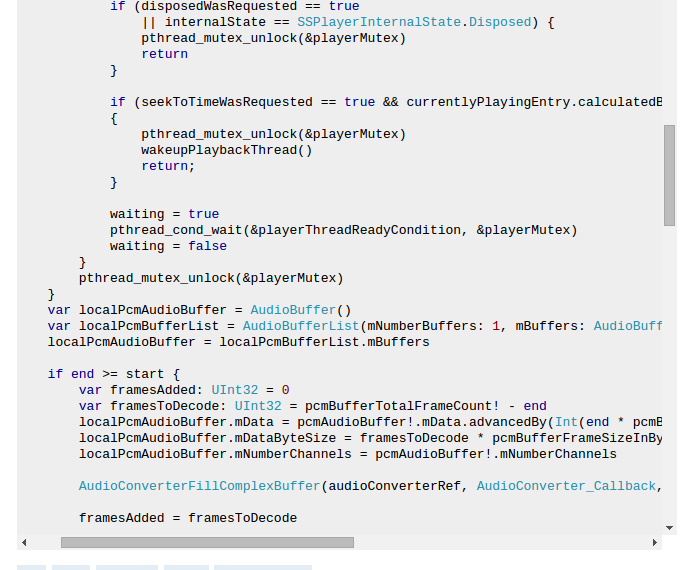 if (disposedWasRequested == true
|| internalState == SSPlayerInternalState.Disposed) {
pthread_mutex_unlock(&playerMutex)
return
}
if (seekToTimeWasRequested == true && currentlyPlayingEntry.calculatedB
{
pthread_mutex_unlock(&playerMutex)
wakeupPlaybackThread()
return;
}
waiting = true
pthread_cond_wait(&playerThreadReadyCondition, &playerMutex)
waiting = false
}
pthread_mutex_unlock(&playerMutex)
}
var localPcmAudioBuffer = AudioBuffer()
var localPcmBufferList = AudioBufferList(mNumberBuffers: 1, mBuffers: AudioBuff
localPcmAudioBuffer = localPcmBufferList.mBuffers
if end >= start {
var framesAdded: UInt32 = 0
var framesToDecode: UInt32 = pcmBufferTotalFrameCount! - end
localPcmAudioBuffer.mData = pcmAudioBuffer!.mData.advancedBy(Int(end * pcmB
localPcmAudioBuffer.mDataByteSize = framesToDecode * pcmBufferFrameSizeInBy
localPcmAudioBuffer.mNumberChannels = pcmAudioBuffer!.mNumberChannels
AudioConverterFillComplexBuffer(audioConverterRef, AudioConverter_Callback,
framesAdded = framesToDecode